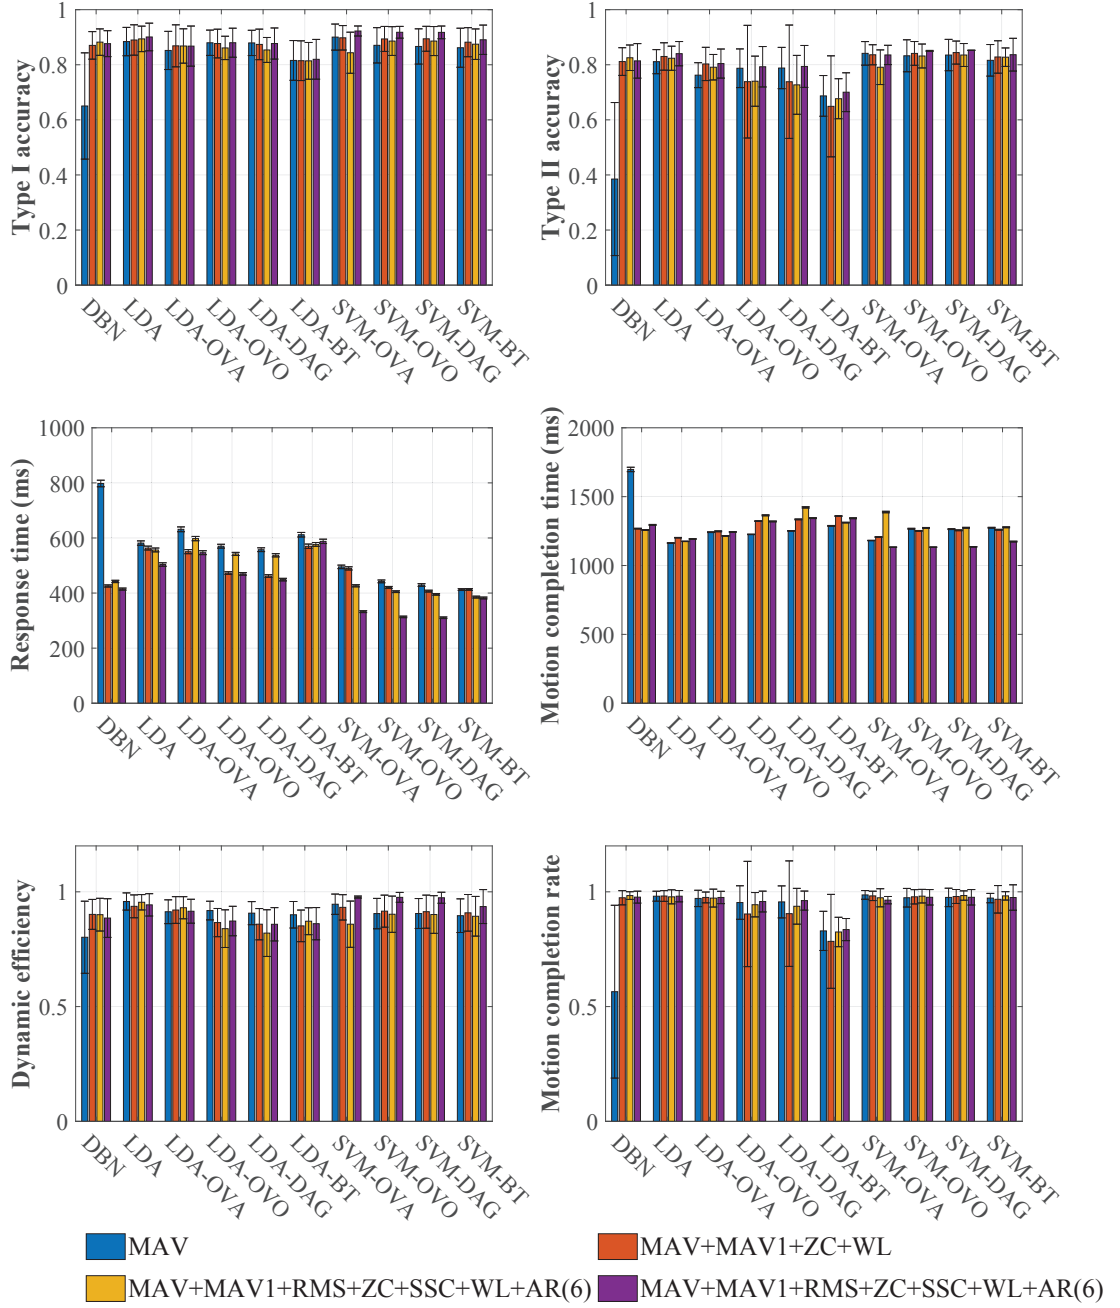 Type I accuracy
1
0.8
0.6
0.4
0.2
0
DBN
LDA
LDA-OVA
LDA-OVO
LDA-DAG
LDA-BT
SVM-OVA
SVM-OVO
SVM-DAG
SVM-BT
Type II accuracy
1
0.8
0.6
0.4
0.2
0
DBN
LDA
LDA-OVA
LDA-OVO
LDA-DAG
LDA-BT
SVM-OVA
SVM-OVO
SVM-DAG
SVM-BT
Response time (ms)
1000
800
600
400
200
0
DBN
LDA
LDA-OVA
LDA-OVO
LDA-DAG
LDA-BT
SVM-OVA
SVM-OVO
SVM-DAG
SVM-BT
Motion completion time (ms)
2000
1500
1000
500
0
DBN
LDA
LDA-OVA
LDA-OVO
LDA-DAG
LDA-BT
SVM-OVA
SVM-OVO
SVM-DAG
SVM-BT
Dynamic efficiency
1
0.5
0
DBN
LDA
LDA-OVA
LDA-OVO
LDA-DAG
LDA-BT
SVM-OVA
SVM-OVO
SVM-DAG
SVM-BT
Motion completion rate
1
0.5
0
DBN
LDA
LDA-OVA
LDA-OVO
LDA-DAG
LDA-BT
SVM-OVA
SVM-OVO
SVM-DAG
SVM-BT
MAV
MAV+MAV1+ZC+WL
MAV+MAV1+RMS+ZC+SSC+WL+AR(6)
MAV+MAV1+RMS+ZC+SSC+WL+AR(6)